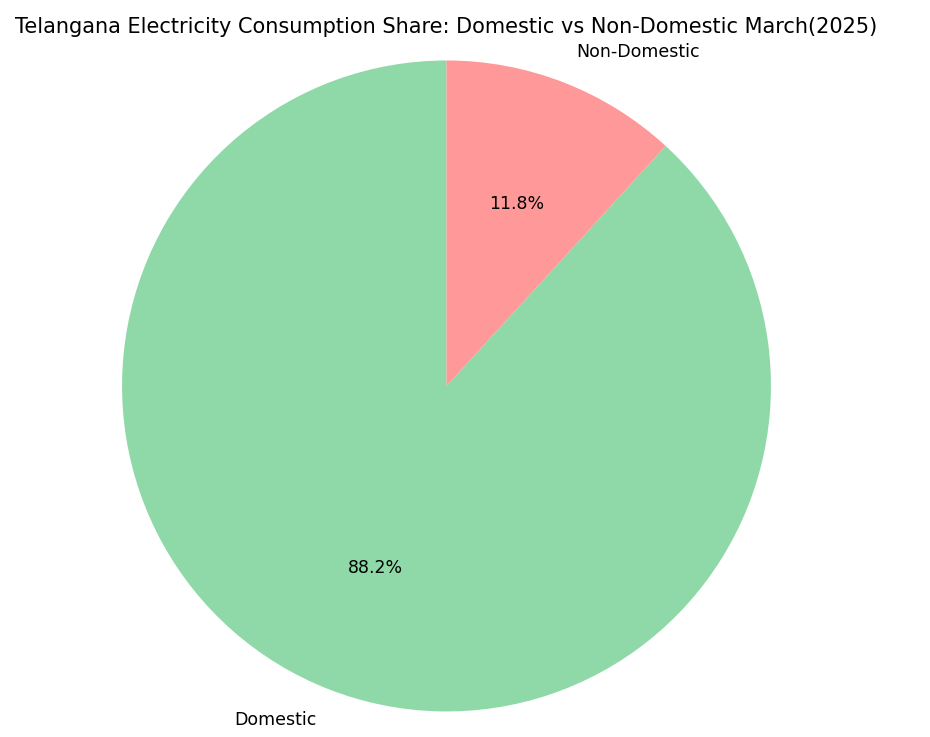 Telangana Electricity Consumption Share: Domestic vs Non-Domestic March(2025)
Non-Domestic
11.8%
88.2%
Domestic